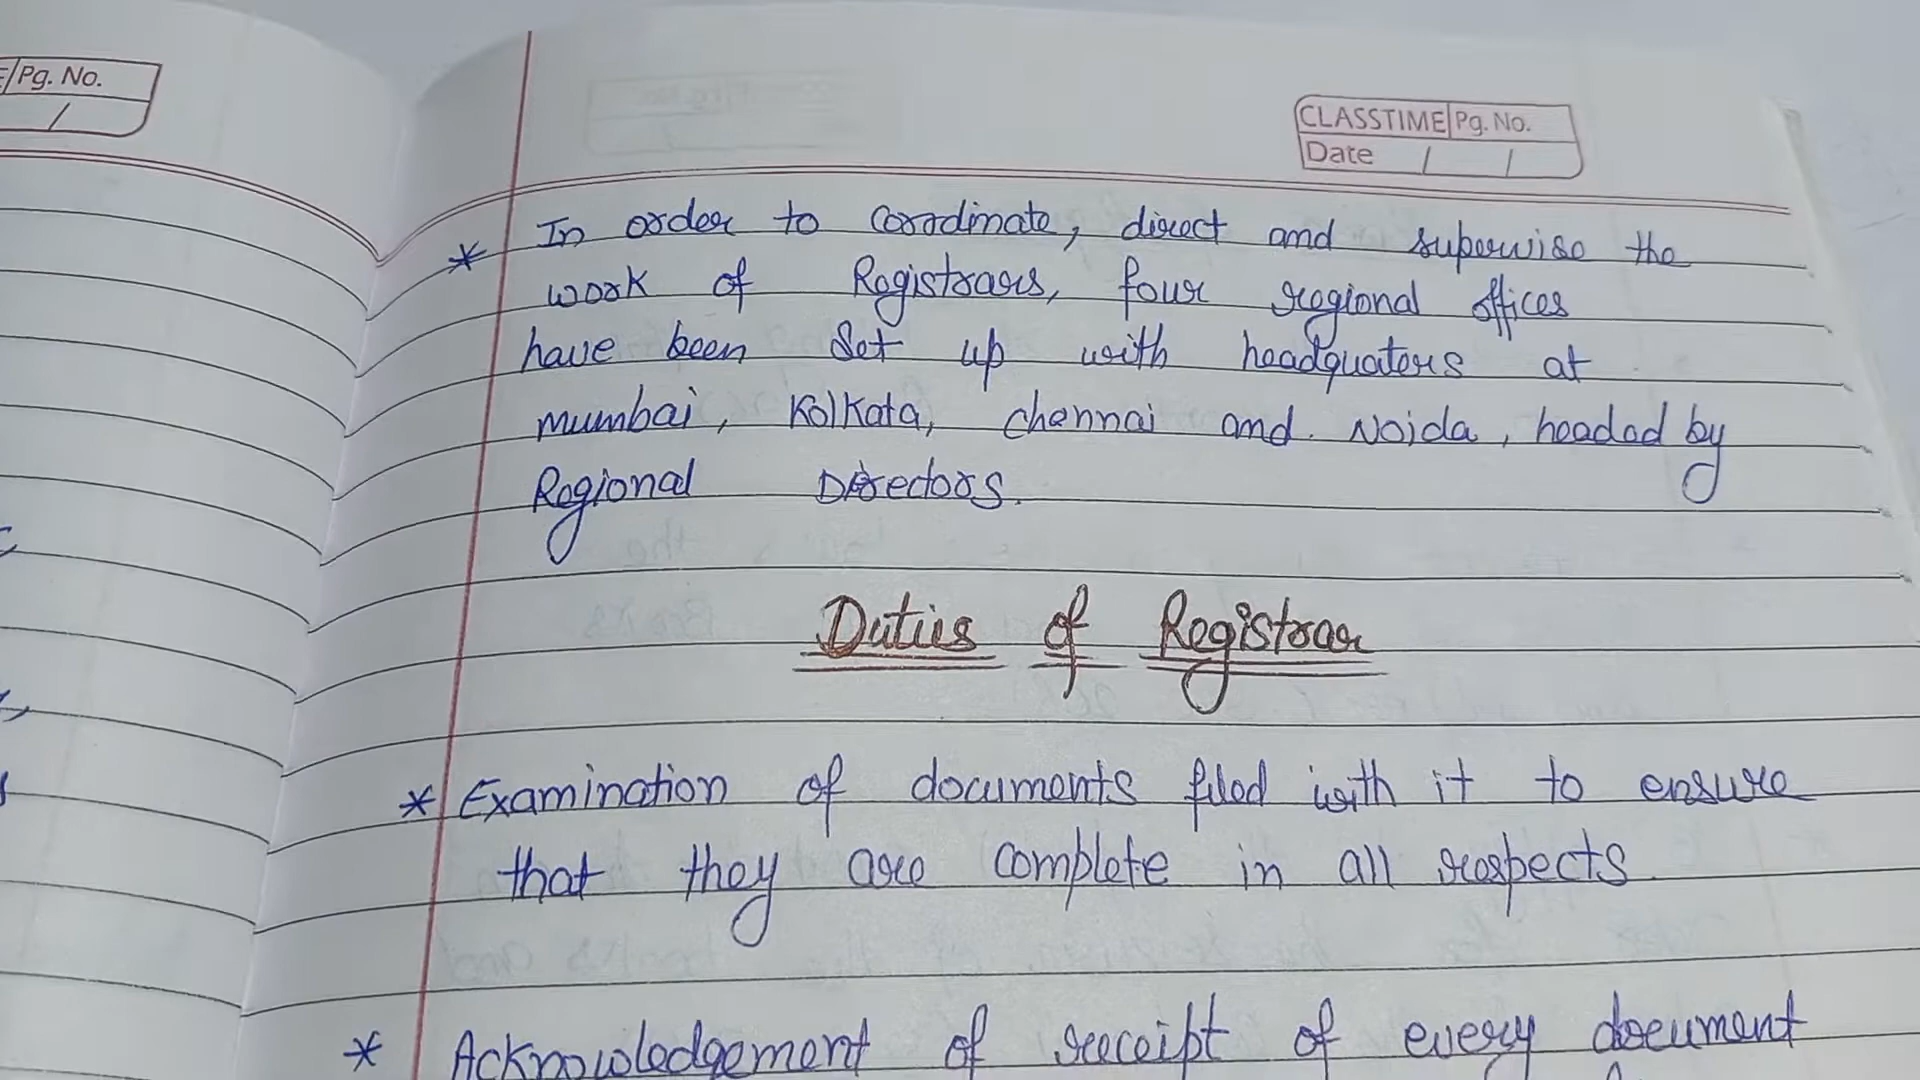 Pg. No.
CLASSTIME Pg. No.
Date / /
* In order to Coordinate, direct and supervise the
work of Registrars, four regional offices
have been Set up with headquaters at
mumbai, Kolkata, chennai and. Noida, headed by
Regional Directors.
Duties of Registrar
* Examination of documents filed with it to ensure
that they are complete in all respects.
* Acknowledgement of receipt of every document